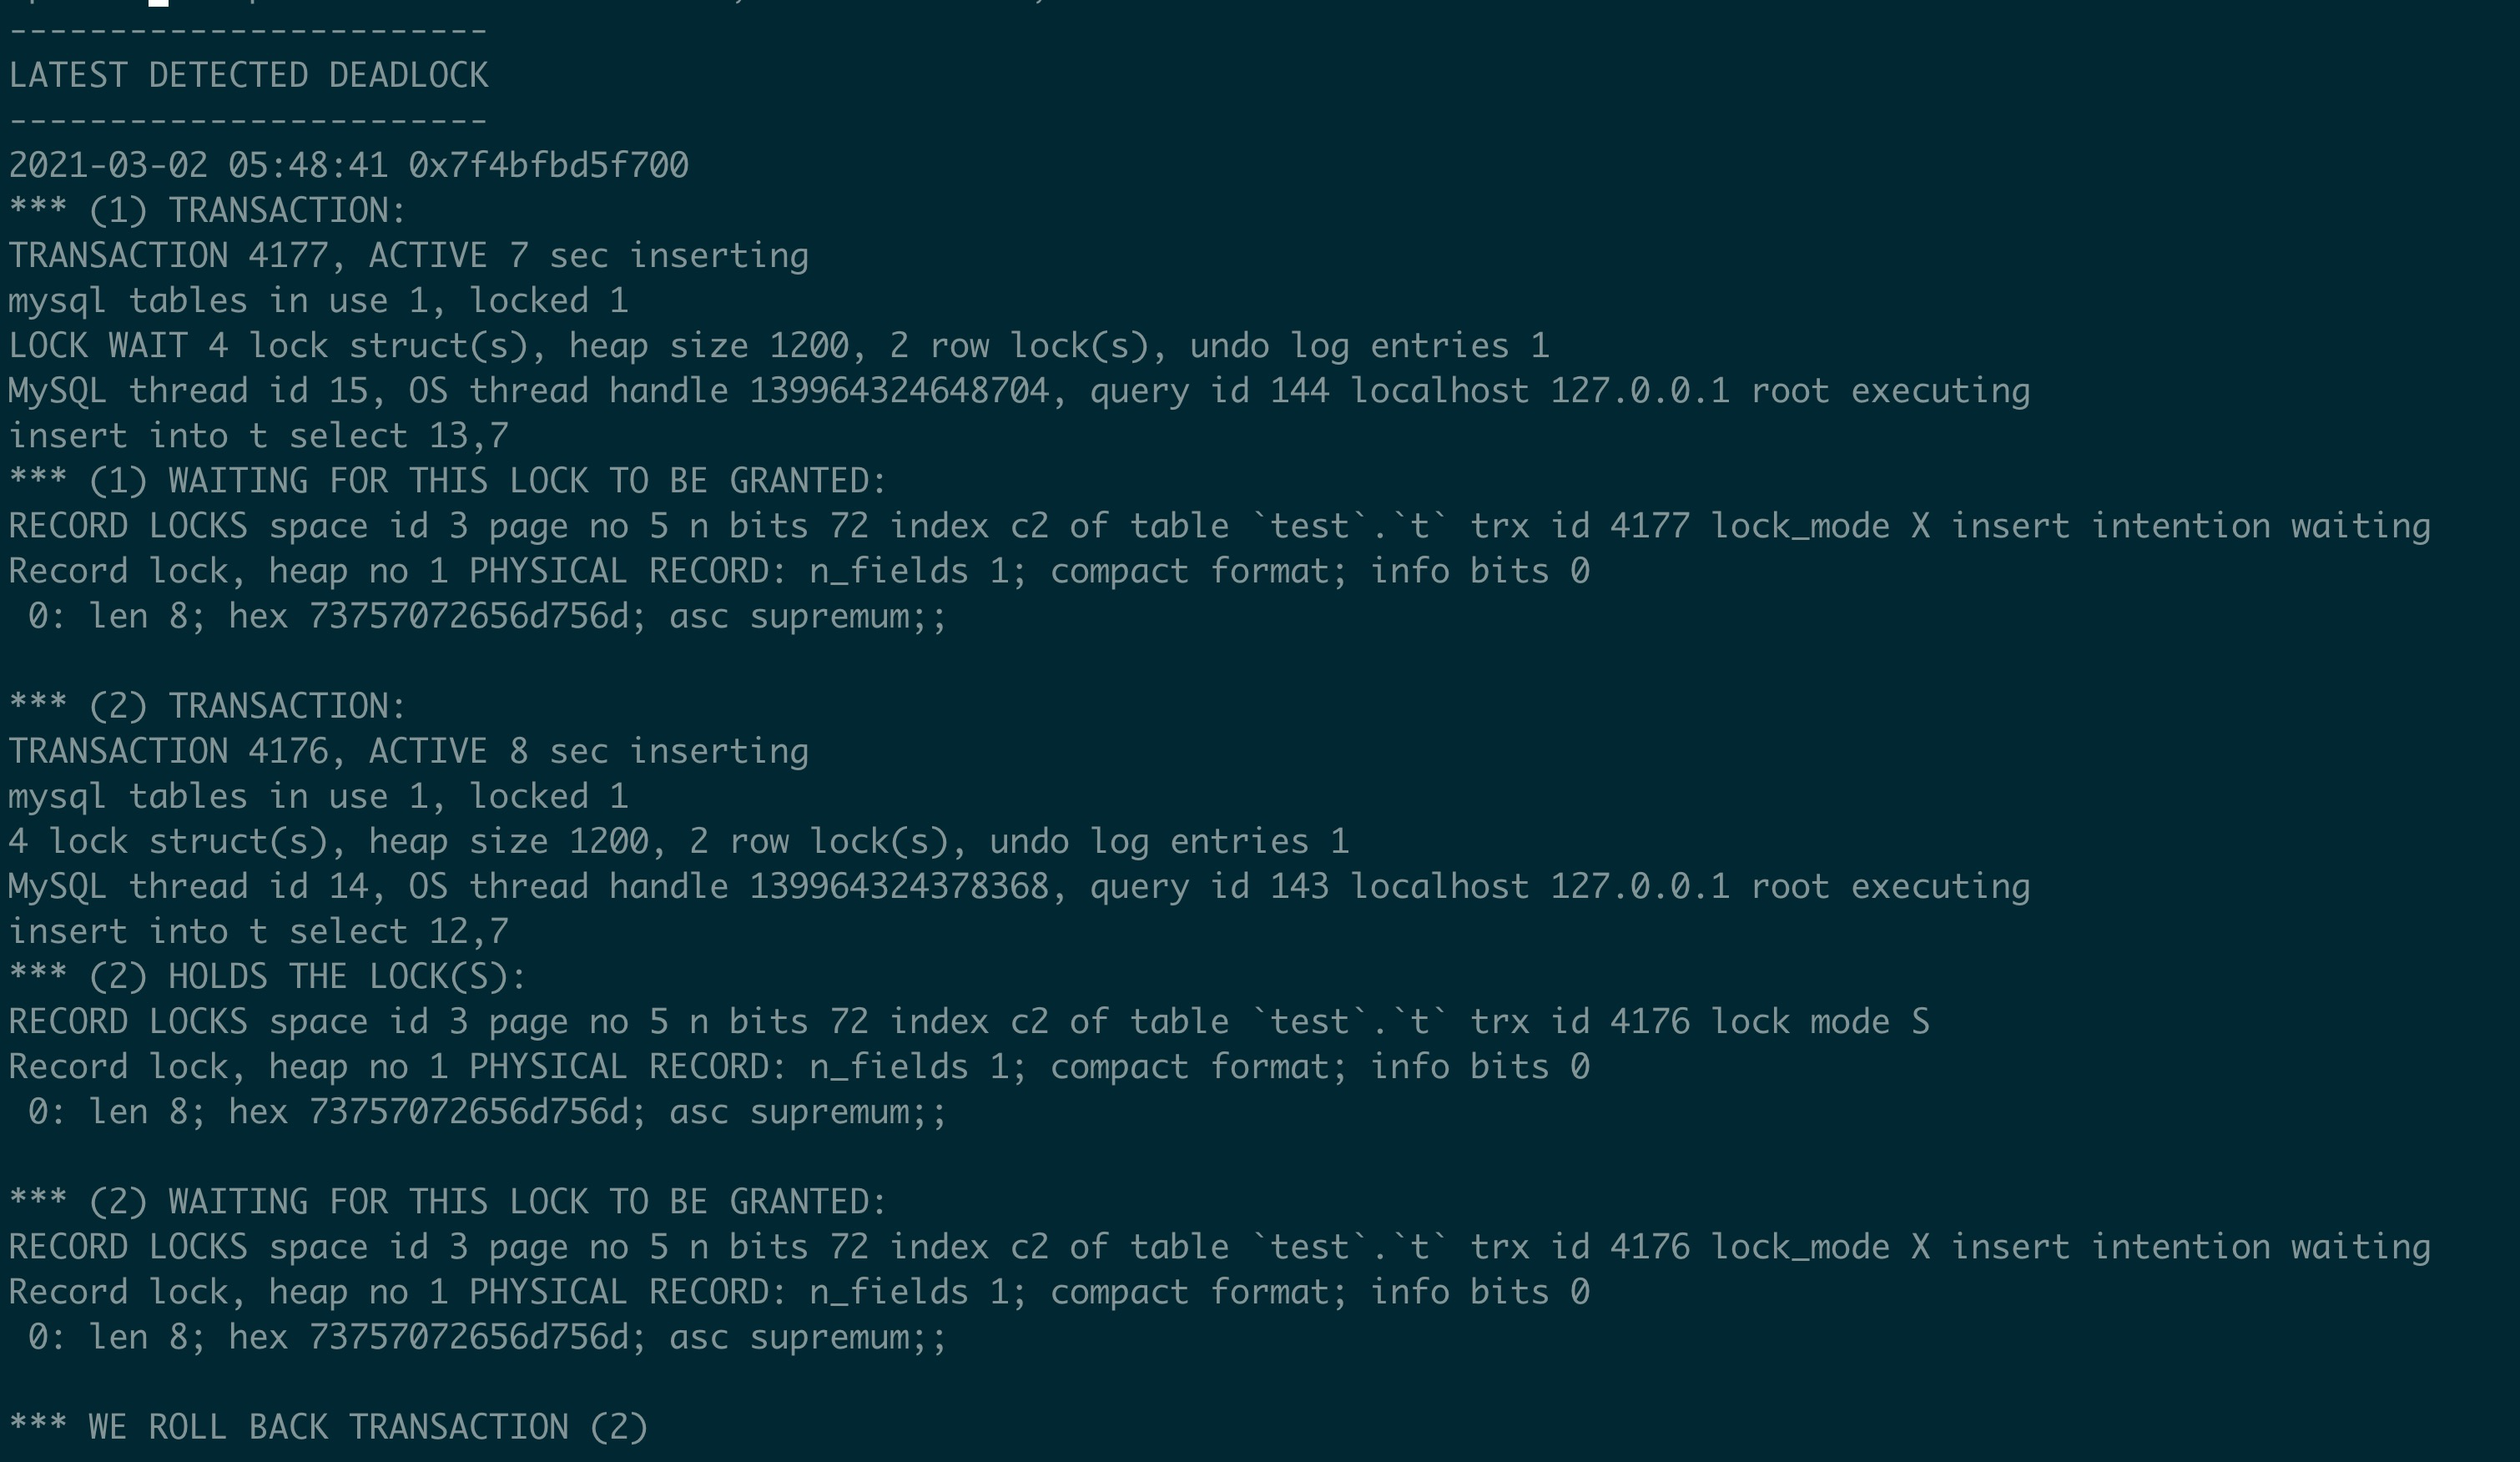 ------------------------
LATEST DETECTED DEADLOCK
------------------------
2021-03-02 05:48:41 0x7f4bfbd5f700
*** (1) TRANSACTION:
TRANSACTION 4177, ACTIVE 7 sec inserting
mysql tables in use 1, locked 1
LOCK WAIT 4 lock struct(s), heap size 1200, 2 row lock(s), undo log entries 1
MySQL thread id 15, OS thread handle 139964324648704, query id 144 localhost 127.0.0.1 root executing
insert into t select 13,7
*** (1) WAITING FOR THIS LOCK TO BE GRANTED:
RECORD LOCKS space id 3 page no 5 n bits 72 index c2 of table `test`.`t` trx id 4177 lock_mode X insert intention waiting
Record lock, heap no 1 PHYSICAL RECORD: n_fields 1; compact format; info bits 0
 0: len 8; hex 73757072656d756d; asc supremum;;

*** (2) TRANSACTION:
TRANSACTION 4176, ACTIVE 8 sec inserting
mysql tables in use 1, locked 1
4 lock struct(s), heap size 1200, 2 row lock(s), undo log entries 1
MySQL thread id 14, OS thread handle 139964324378368, query id 143 localhost 127.0.0.1 root executing
insert into t select 12,7
*** (2) HOLDS THE LOCK(S):
RECORD LOCKS space id 3 page no 5 n bits 72 index c2 of table `test`.`t` trx id 4176 lock mode S
Record lock, heap no 1 PHYSICAL RECORD: n_fields 1; compact format; info bits 0
 0: len 8; hex 73757072656d756d; asc supremum;;

*** (2) WAITING FOR THIS LOCK TO BE GRANTED:
RECORD LOCKS space id 3 page no 5 n bits 72 index c2 of table `test`.`t` trx id 4176 lock_mode X insert intention waiting
Record lock, heap no 1 PHYSICAL RECORD: n_fields 1; compact format; info bits 0
 0: len 8; hex 73757072656d756d; asc supremum;;

*** WE ROLL BACK TRANSACTION (2)